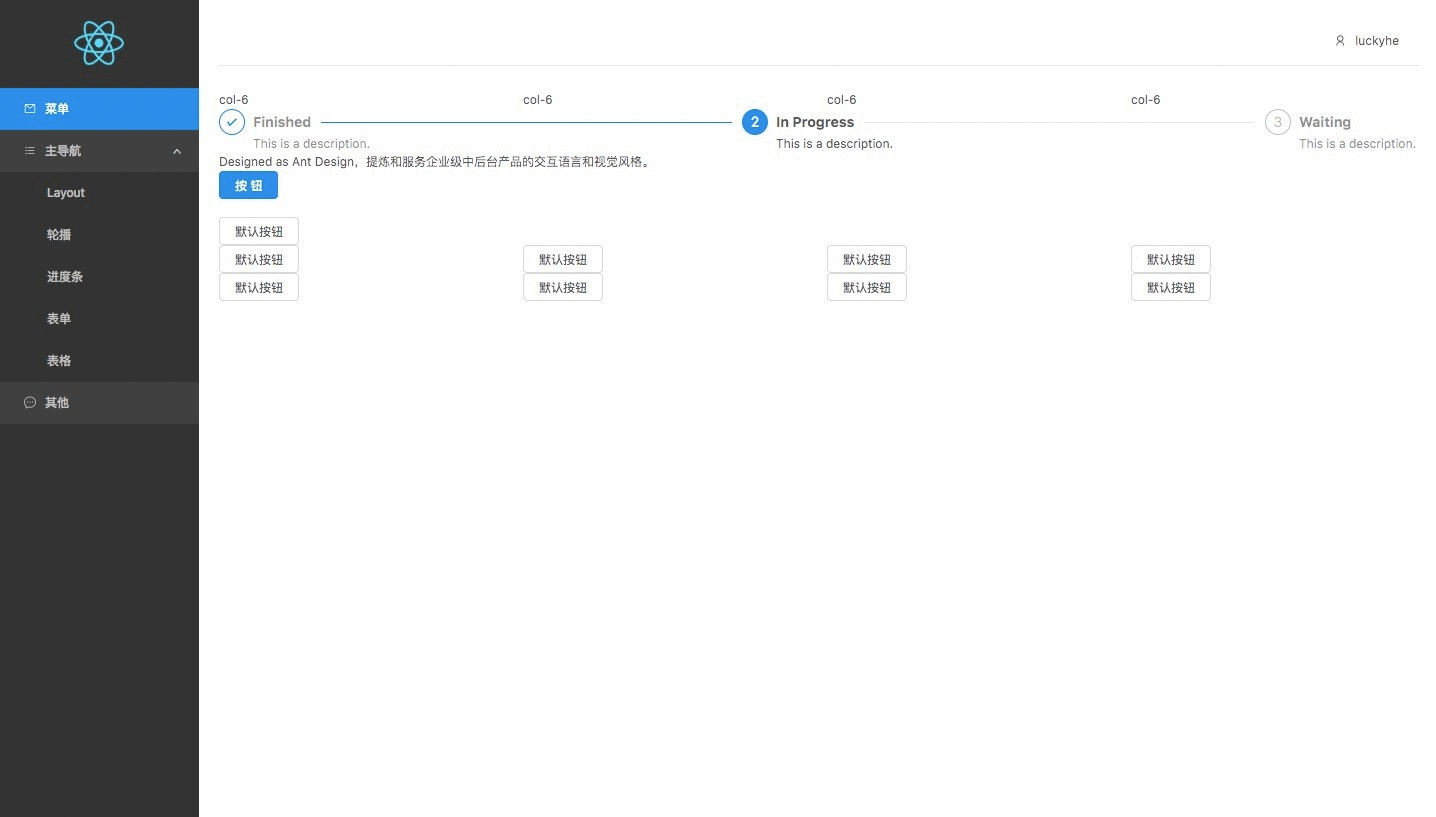 luckyhe
菜单
主导航
Layout
轮播
进度条
表单
表格
其他
col-6 col-6 col-6 col-6
Finished 2 In Progress 3 Waiting
This is a description. This is a description. This is a description.
Designed as Ant Design，提炼和服务企业级中后台产品的交互语言和视觉风格。
按 钮
默认按钮
默认按钮 默认按钮 默认按钮 默认按钮
默认按钮 默认按钮 默认按钮 默认按钮